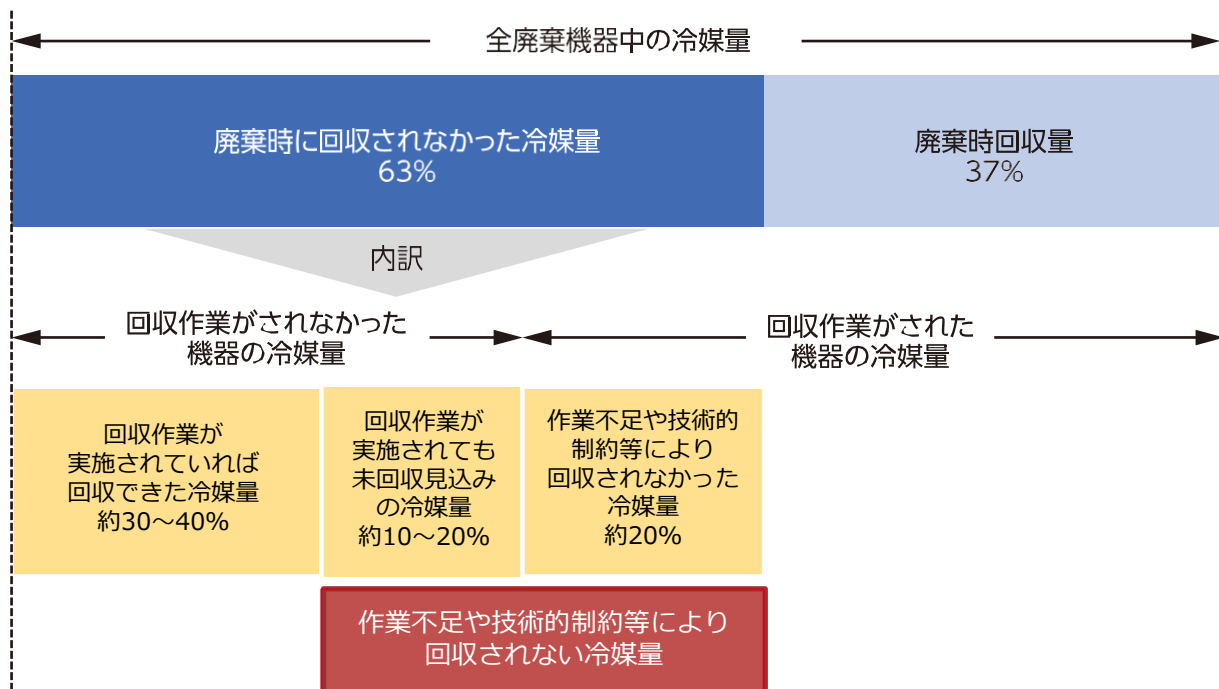 全廃棄機器中の冷媒量
廃棄時に回収されなかった冷媒量
63%
廃棄時回収量
37%
内訳
回収作業がされなかった
機器の冷媒量
回収作業がされた
機器の冷媒量
回収作業が
実施されていれば
回収できた冷媒量
約30～40%
回収作業が
実施されても
未回収見込み
の冷媒量
約10～20%
作業不足や技術的
制約等により
回収されなかった
冷媒量
約20%
作業不足や技術的制約等により
回収されない冷媒量